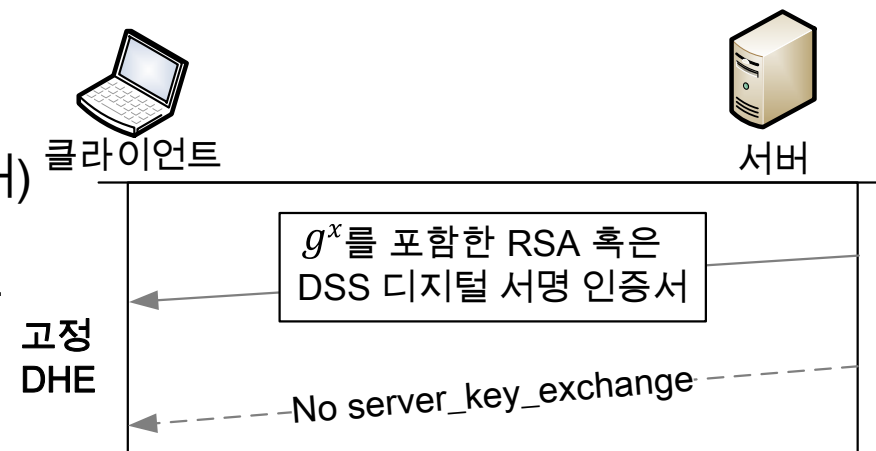 클라이언트
서버
g^x를 포함한 RSA 혹은
DSS 디지털 서명 인증서
고정
DHE
No server_key_exchange